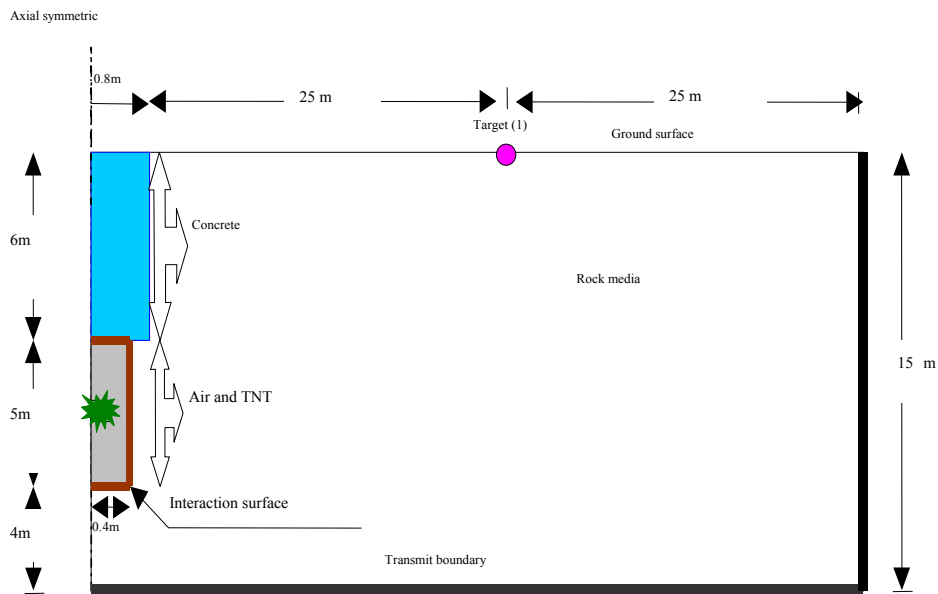 Axial symmetric
0.8m
25 m
25 m
Target (1)
Ground surface
6m
Concrete
Rock media
15 m
5m
Air and TNT
Interaction surface
0.4m
4m
Transmit boundary